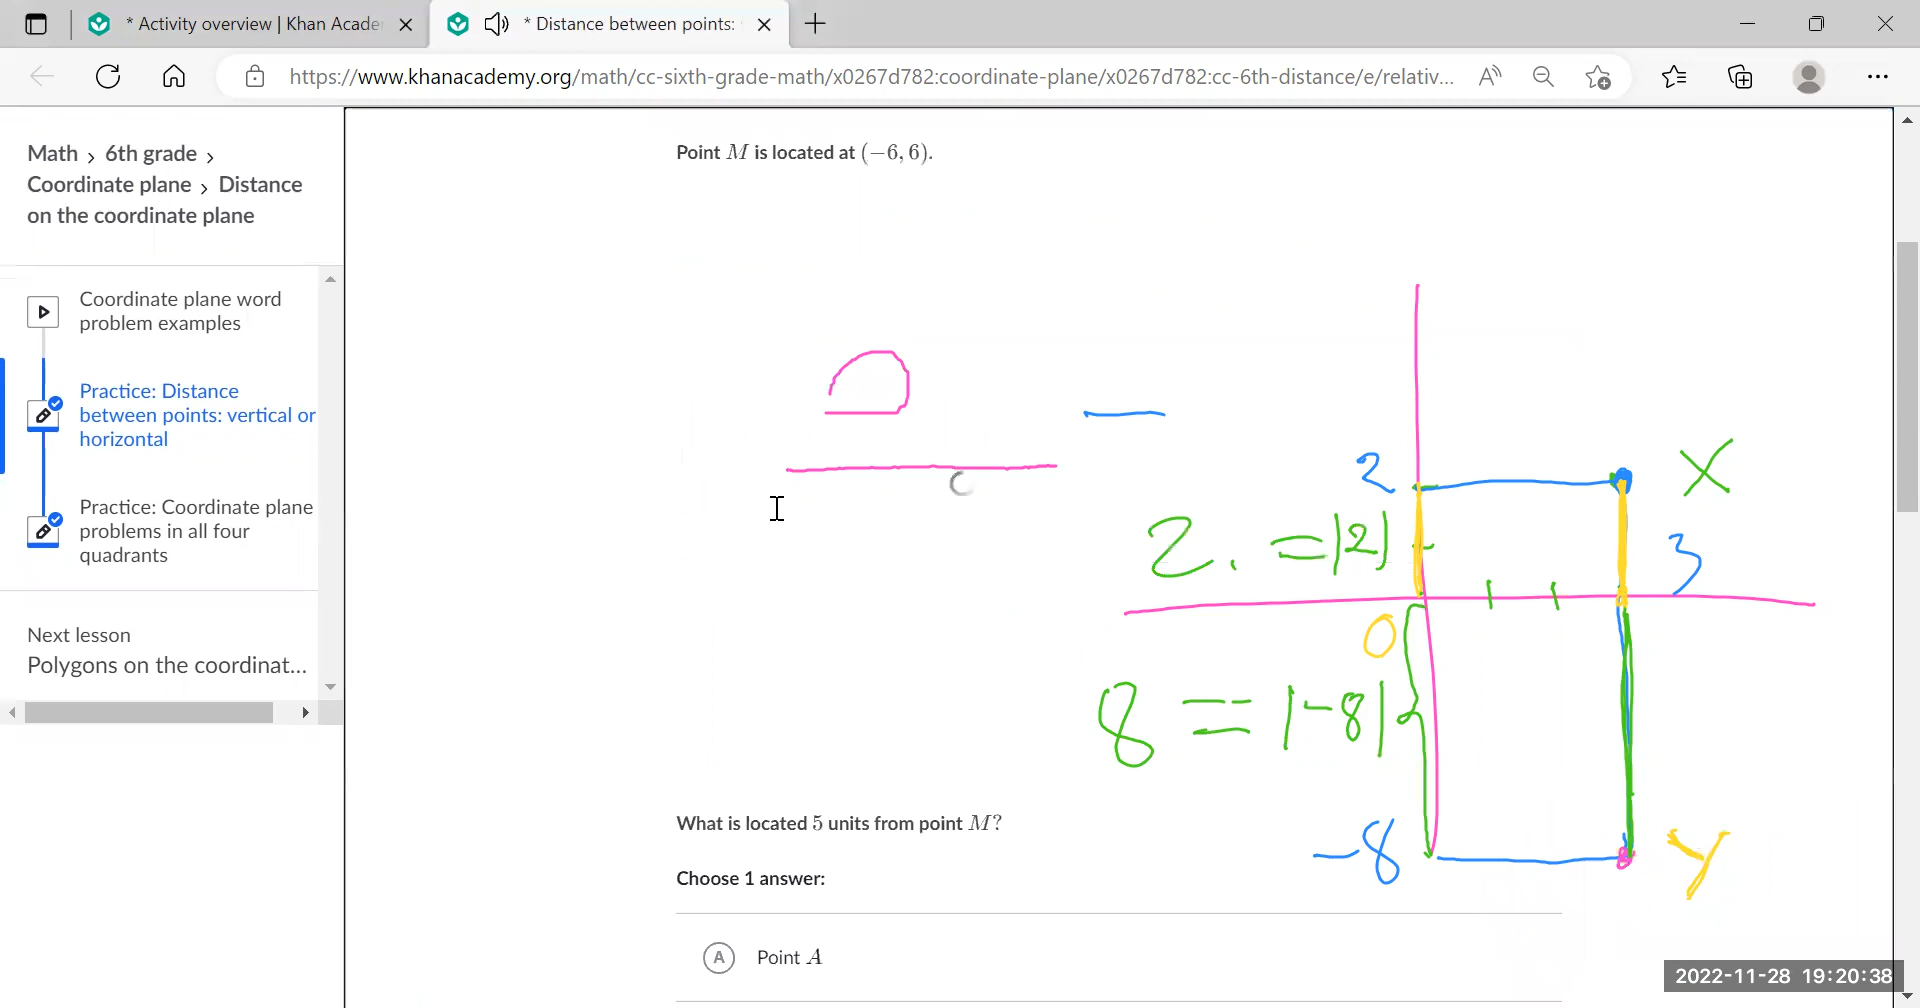 * Activity overview | Khan Acade
* Distance between points:
https://www.khanacademy.org/math/cc-sixth-grade-math/x0267d782:coordinate-plane/x0267d782:cc-6th-distance/e/relativ...
Math › 6th grade ›
Coordinate plane › Distance
on the coordinate plane
Coordinate plane word
problem examples
Practice: Distance
between points: vertical or
horizontal
Practice: Coordinate plane
problems in all four
quadrants
Next lesson
Polygons on the coordinat...
Point M is located at (−6, 6).
2
X
2. = |2|
3
0
8 = |-8|
-8
Y
What is located 5 units from point M?
Choose 1 answer:
A Point A
2022-11-28 19:20:38